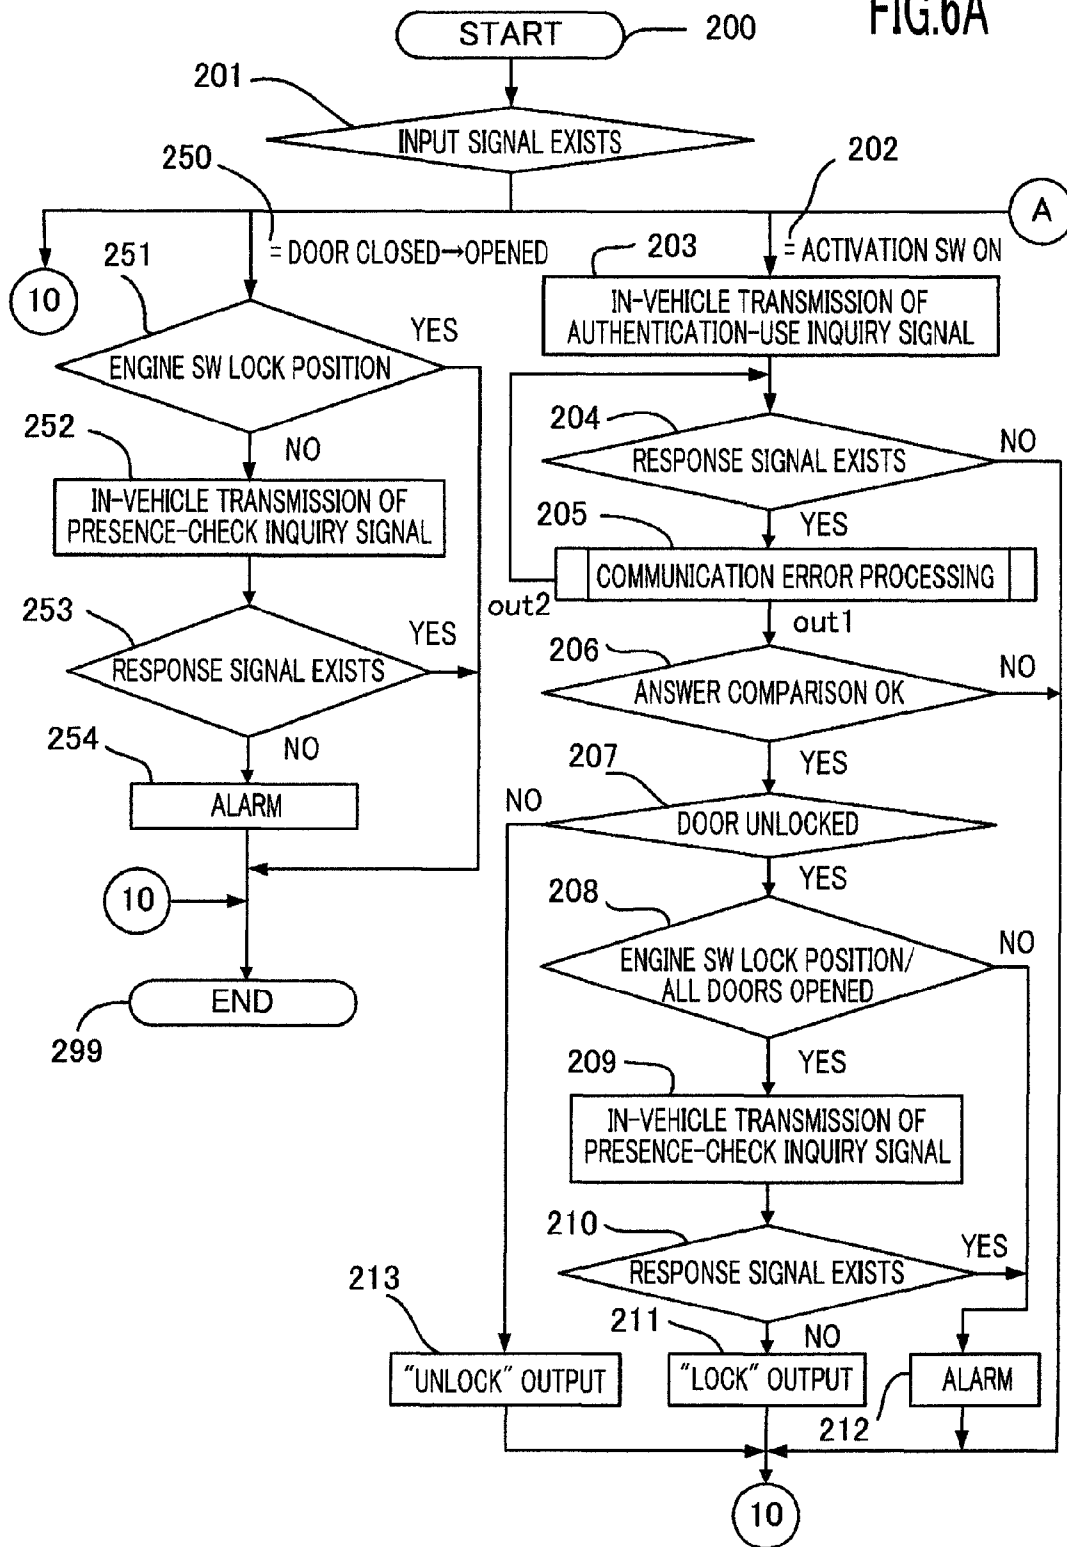 FIG.6A
START
200
201
INPUT SIGNAL EXISTS
250
202
A
= DOOR CLOSED→OPENED
= ACTIVATION SW ON
10
251
ENGINE SW LOCK POSITION
YES
NO
252
IN-VEHICLE TRANSMISSION OF
PRESENCE-CHECK INQUIRY SIGNAL
253
RESPONSE SIGNAL EXISTS
YES
NO
254
ALARM
10
END
299
203
IN-VEHICLE TRANSMISSION OF
AUTHENTICATION-USE INQUIRY SIGNAL
204
RESPONSE SIGNAL EXISTS
NO
YES
205
COMMUNICATION ERROR PROCESSING
out2
out1
206
ANSWER COMPARISON OK
NO
YES
207
DOOR UNLOCKED
NO
YES
208
ENGINE SW LOCK POSITION/
ALL DOORS OPENED
NO
YES
209
IN-VEHICLE TRANSMISSION OF
PRESENCE-CHECK INQUIRY SIGNAL
210
RESPONSE SIGNAL EXISTS
YES
NO
213
"UNLOCK" OUTPUT
211
"LOCK" OUTPUT
ALARM
212
10